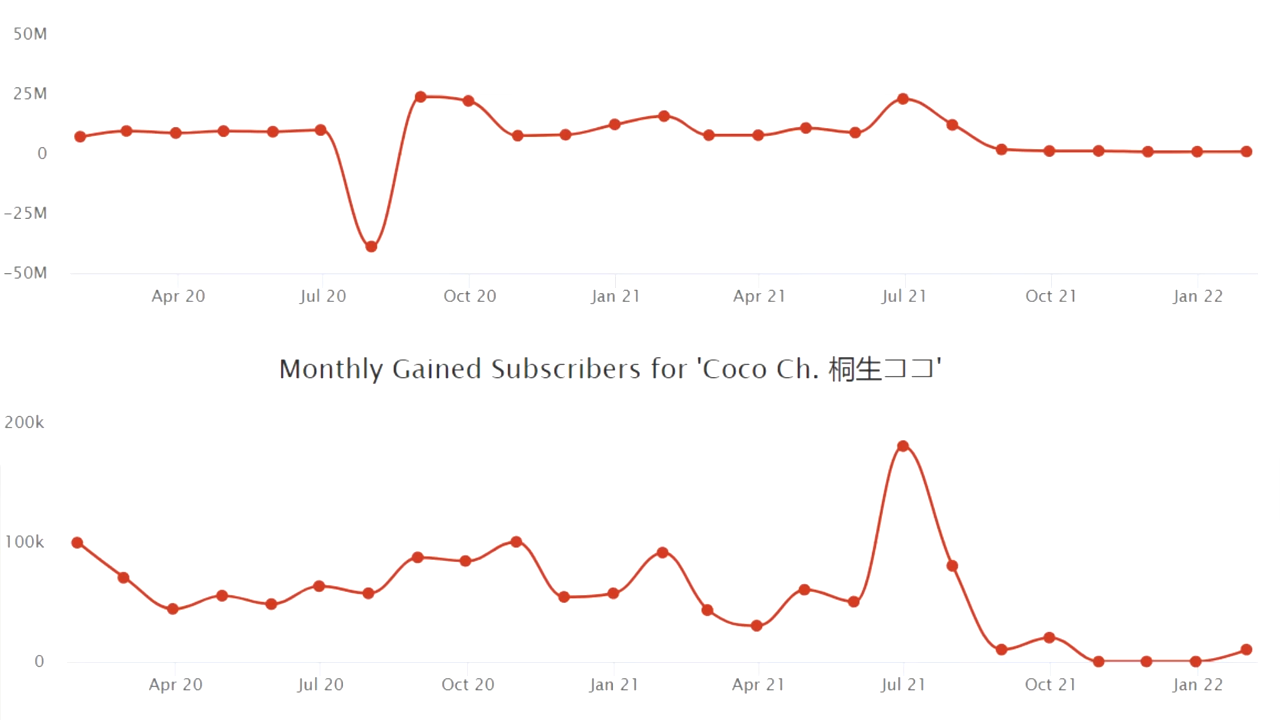 50M
25M
0
-25M
-50M
Apr 20 Jul 20 Oct 20 Jan 21 Apr 21 Jul 21 Oct 21 Jan 22
Monthly Gained Subscribers for 'Coco Ch. 桐生ココ'
200k
100k
0
Apr 20 Jul 20 Oct 20 Jan 21 Apr 21 Jul 21 Oct 21 Jan 22